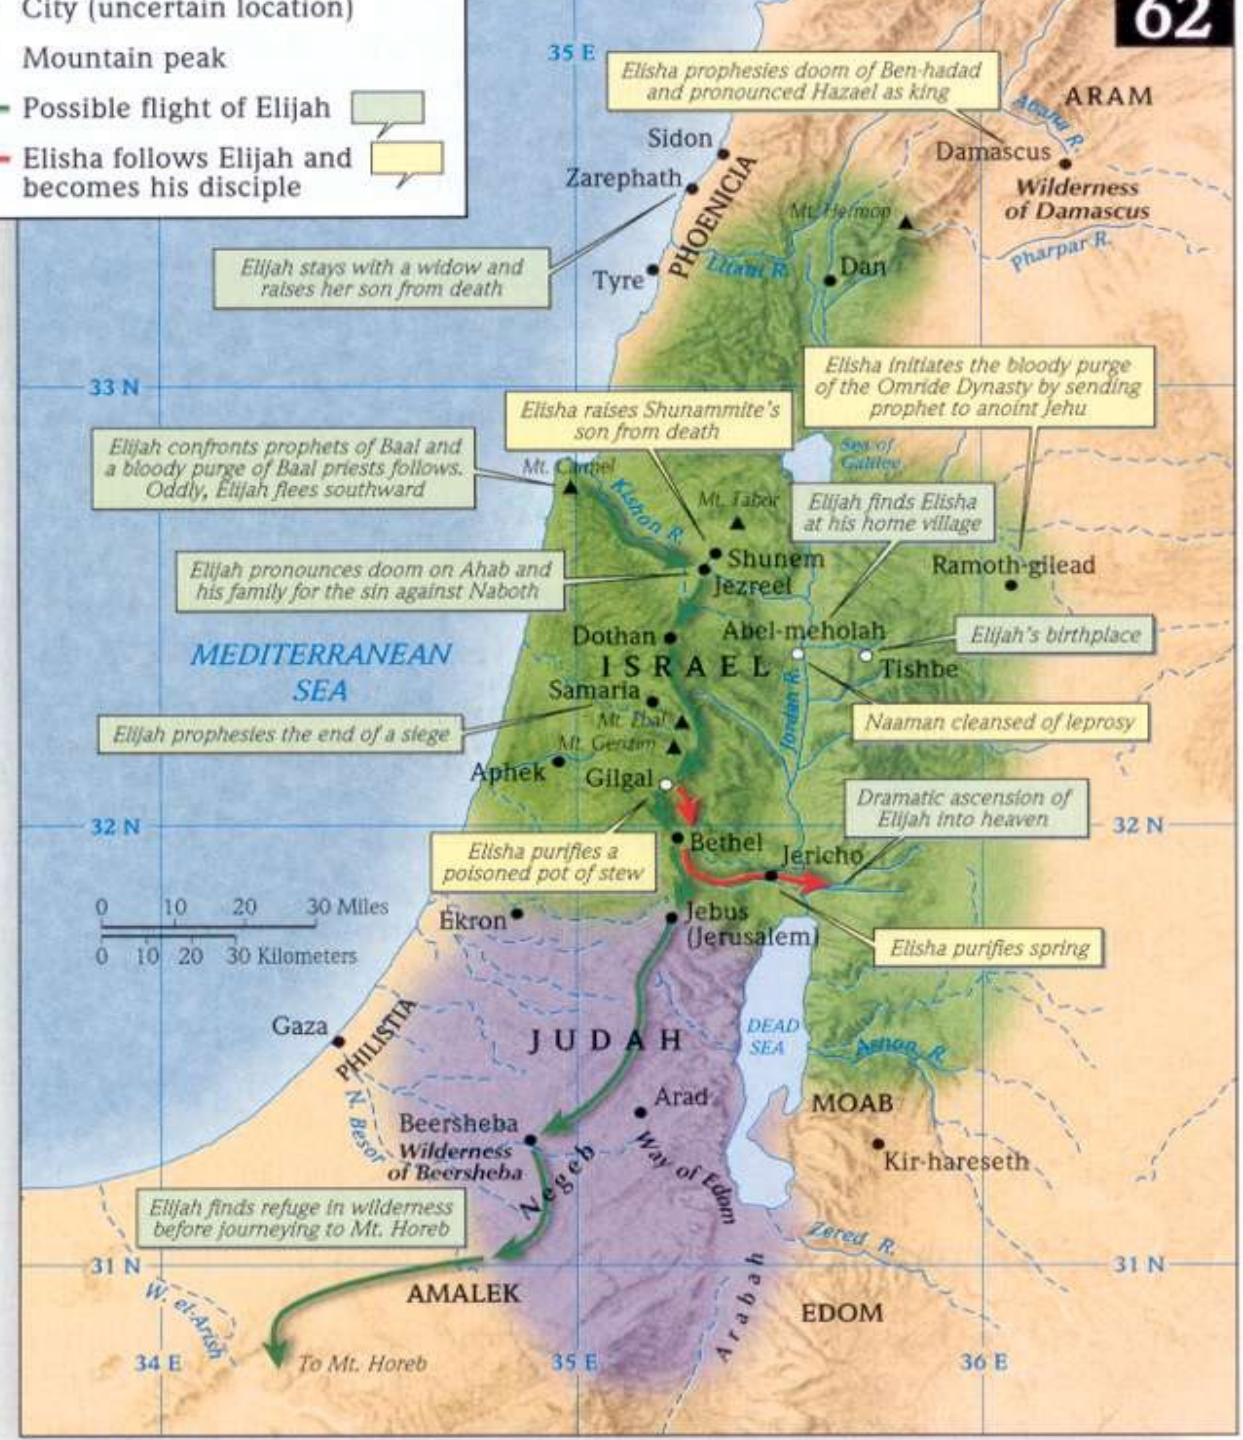 City (uncertain location)
Mountain peak
Possible flight of Elijah
Elisha follows Elijah and
becomes his disciple
62
35 E
Elisha prophesies doom of Ben-hadad
and pronounced Hazael as king
ARAM
Abana R.
Sidon
Damascus
Zarephath
Wilderness
of Damascus
PHOENICIA
Mt. Hermon
Pharpar R.
Elijah stays with a widow and
raises her son from death
Tyre
Litani R.
Dan
33 N
Elisha initiates the bloody purge
of the Omride Dynasty by sending
prophet to anoint Jehu
Elisha raises Shunammite's
son from death
Elijah confronts prophets of Baal and
a bloody purge of Baal priests follows.
Oddly, Elijah flees southward
Sea of
Galilee
Mt. Carmel
Kishon R.
Mt. Tabor
Elijah finds Elisha
at his home village
Shunem
Ramoth-gilead
Elijah pronounces doom on Ahab and
his family for the sin against Naboth
Jezreel
Dothan
Abel-meholah
Elijah's birthplace
MEDITERRANEAN
SEA
ISRAEL
Tishbe
Samaria
Jordan R.
Mt. Ebal
Naaman cleansed of leprosy
Elijah prophesies the end of a siege
Mt. Gerizim
Aphek
Gilgal
Dramatic ascension of
Elijah into heaven
32 N
32 N
Bethel
Jericho
Elisha purifies a
poisoned pot of stew
0 10 20 30 Miles
0 10 20 30 Kilometers
Ekron
Jebus
(Jerusalem)
Elisha purifies spring
Gaza
PHILISTIA
JUDAH
DEAD
SEA
Arnon R.
N. Besor
Arad
MOAB
Beersheba
Wilderness
of Beersheba
Negeb
Way of Edom
Kir-hareseth
Elijah finds refuge in wilderness
before journeying to Mt. Horeb
Zered R.
31 N
31 N
W. el-Arish
AMALEK
Arabah
EDOM
34 E
To Mt. Horeb
35 E
36 E